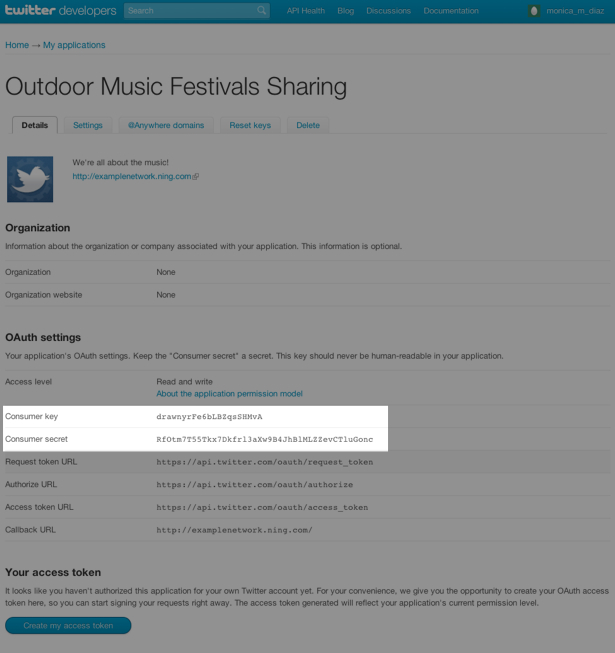 twitter developers Search API Health Blog Discussions Documentation monica_m_diaz
Home → My applications
Outdoor Music Festivals Sharing
Details Settings @Anywhere domains Reset keys Delete
We're all about the music!
http://examplenetwork.ning.com
Organization
Information about the organization or company associated with your application. This information is optional.
Organization None
Organization website None
OAuth settings
Your application's OAuth settings. Keep the "Consumer secret" a secret. This key should never be human-readable in your application.
Access level Read and write
About the application permission model
Consumer key drawnyrFe6bLBZqsSHMvA
Consumer secret RfOtm7T55Tkx7Dkfrl3aXw9B4JhBlMLZZevCTluGonc
Request token URL https://api.twitter.com/oauth/request_token
Authorize URL https://api.twitter.com/oauth/authorize
Access token URL https://api.twitter.com/oauth/access_token
Callback URL http://examplenetwork.ning.com/
Your access token
It looks like you haven't authorized this application for your own Twitter account yet. For your convenience, we give you the opportunity to create your OAuth access
token here, so you can start signing your requests right away. The access token generated will reflect your application's current permission level.
Create my access token